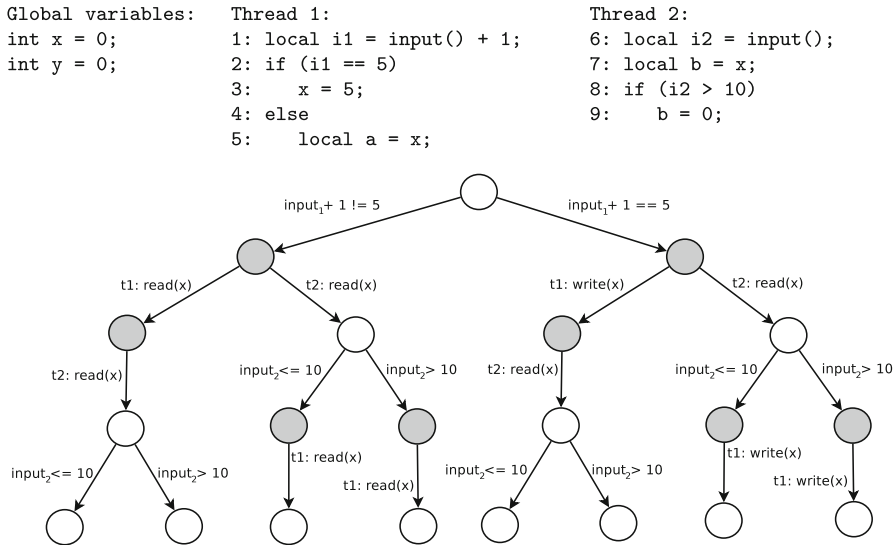 Global variables:
int x = 0;
int y = 0;
Thread 1:
1: local i1 = input() + 1;
2: if (i1 == 5)
3:    x = 5;
4: else
5:    local a = x;
Thread 2:
6: local i2 = input();
7: local b = x;
8: if (i2 > 10)
9:    b = 0;
input₁+ 1 != 5
input₁+ 1 == 5
t1: read(x)
t2: read(x)
t1: write(x)
t2: read(x)
t2: read(x)
input₂<= 10
input₂> 10
t2: read(x)
input₂<= 10
input₂> 10
input₂<= 10
input₂> 10
t1: read(x)
t1: read(x)
input₂<= 10
input₂> 10
t1: write(x)
t1: write(x)